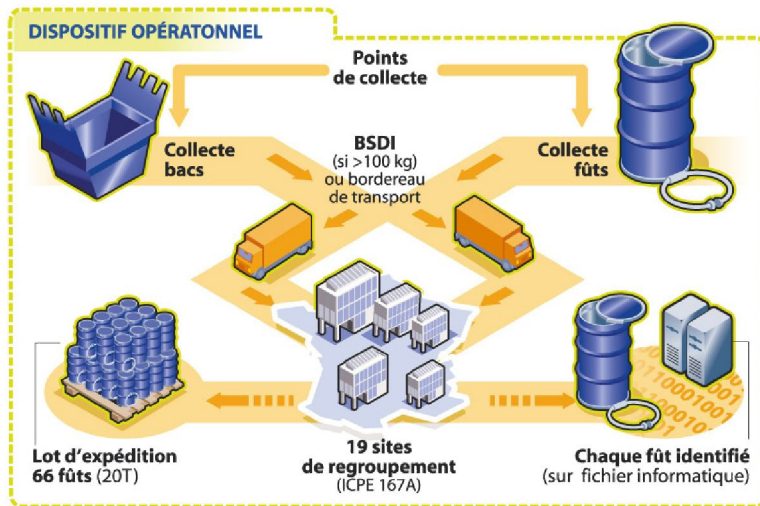 DISPOSITIF OPÉRATONNEL
Points
de collecte
Collecte
bacs
BSDI
(si >100 kg)
ou bordereau
de transport
Collecte
fûts
Lot d'expédition
66 fûts (20T)
19 sites
de regroupement
(ICPE 167A)
Chaque fût identifié
(sur fichier informatique)